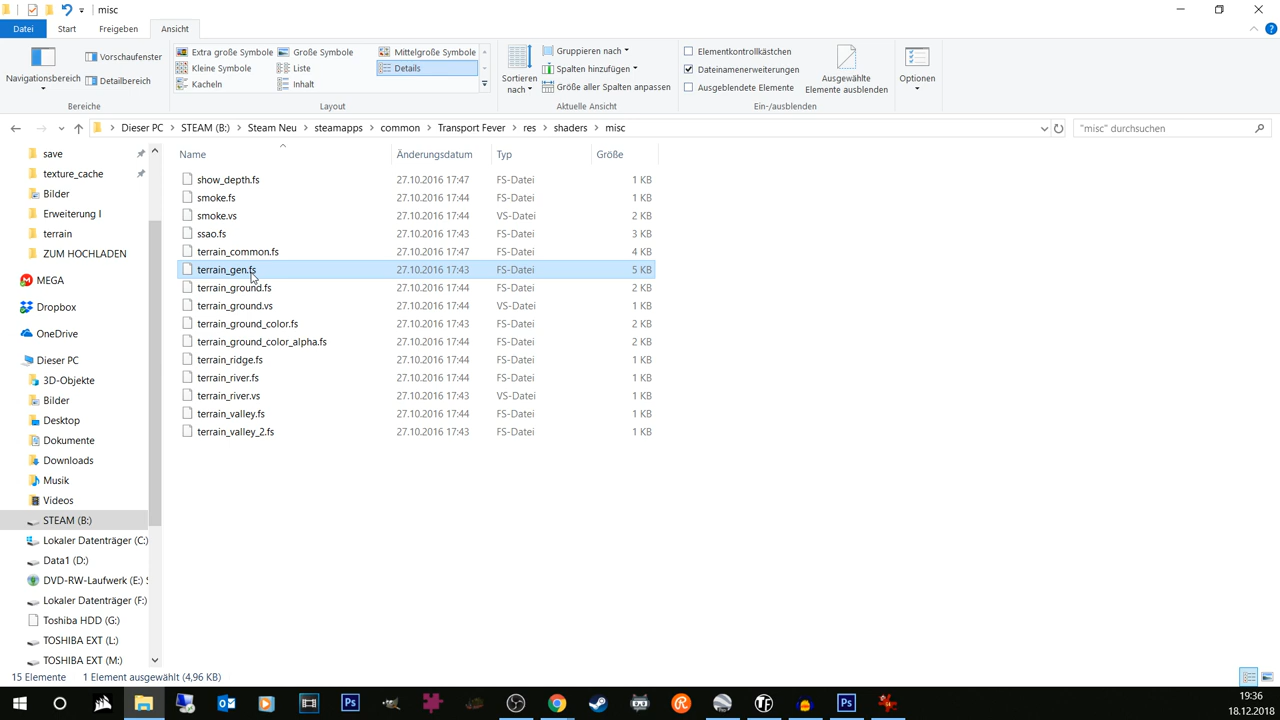 misc
Datei Start Freigeben Ansicht
Navigationsbereich
Vorschaufenster
Detailbereich
Bereiche
Extra große Symbole Große Symbole Mittelgroße Symbole
Kleine Symbole Liste Details
Kacheln Inhalt
Layout
Sortieren
nach
Gruppieren nach
Spalten hinzufügen
Größe aller Spalten anpassen
Aktuelle Ansicht
Elementkontrollkästchen
Dateinamenerweiterungen
Ausgeblendete Elemente
Ausgewählte
Elemente ausblenden
Ein-/ausblenden
Optionen
Dieser PC STEAM (B:) Steam Neu steamapps common Transport Fever res shaders misc
"misc" durchsuchen
save
texture_cache
Bilder
Erweiterung I
terrain
ZUM HOCHLADEN
MEGA
Dropbox
OneDrive
Dieser PC
3D-Objekte
Bilder
Desktop
Dokumente
Downloads
Musik
Videos
STEAM (B:)
Lokaler Datenträger (C:)
Data1 (D:)
DVD-RW-Laufwerk (E:) S
Lokaler Datenträger (F:)
Toshiba HDD (G:)
TOSHIBA EXT (L:)
TOSHIBA EXT (M:)
Name Änderungsdatum Typ Größe
show_depth.fs 27.10.2016 17:47 FS-Datei 1 KB
smoke.fs 27.10.2016 17:44 FS-Datei 1 KB
smoke.vs 27.10.2016 17:44 VS-Datei 2 KB
ssao.fs 27.10.2016 17:43 FS-Datei 3 KB
terrain_common.fs 27.10.2016 17:47 FS-Datei 4 KB
terrain_gen.fs 27.10.2016 17:43 FS-Datei 5 KB
terrain_ground.fs 27.10.2016 17:44 FS-Datei 2 KB
terrain_ground.vs 27.10.2016 17:44 VS-Datei 1 KB
terrain_ground_color.fs 27.10.2016 17:43 FS-Datei 2 KB
terrain_ground_color_alpha.fs 27.10.2016 17:44 FS-Datei 2 KB
terrain_ridge.fs 27.10.2016 17:44 FS-Datei 1 KB
terrain_river.fs 27.10.2016 17:44 FS-Datei 1 KB
terrain_river.vs 27.10.2016 17:43 VS-Datei 1 KB
terrain_valley.fs 27.10.2016 17:44 FS-Datei 1 KB
terrain_valley_2.fs 27.10.2016 17:43 FS-Datei 1 KB
15 Elemente 1 Element ausgewählt (4,96 KB)
Ps Ps
19:36
18.12.2018